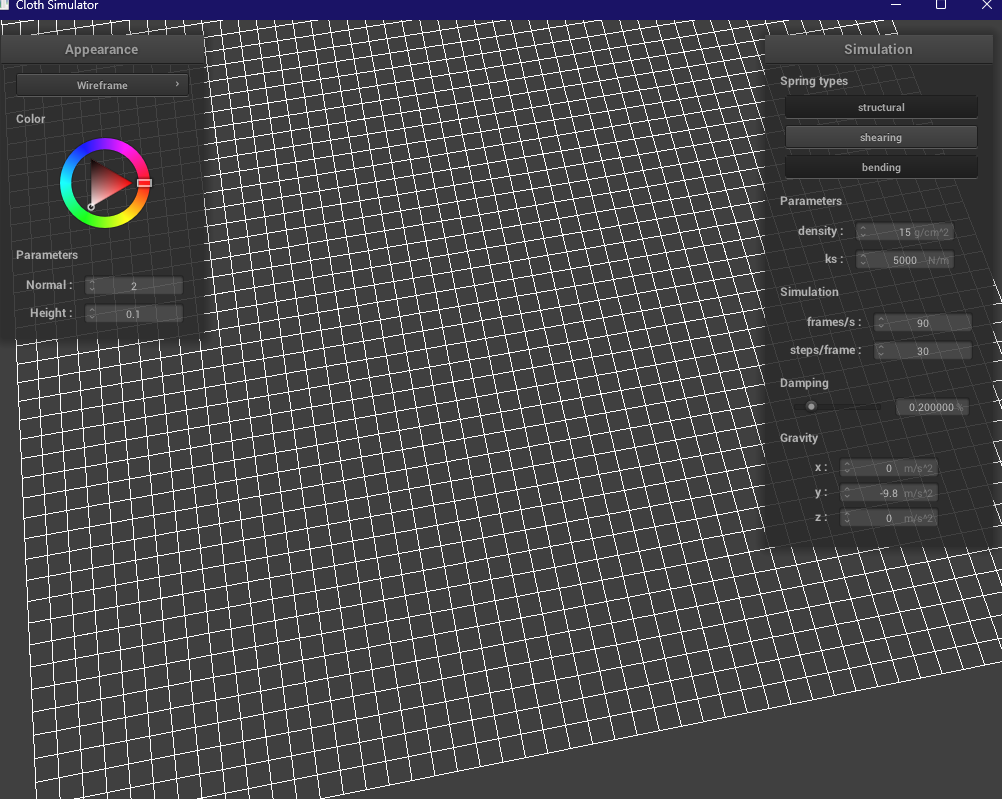 Cloth Simulator
Appearance
Wireframe
Color
Parameters
Normal : 2
Height : 0.1
Simulation
Spring types
structural
shearing
bending
Parameters
density : 15 g/cm^2
ks : 5000 N/m
Simulation
frames/s : 90
steps/frame : 30
Damping
0.200000 %
Gravity
x : 0 m/s^2
y : -9.8 m/s^2
z : 0 m/s^2